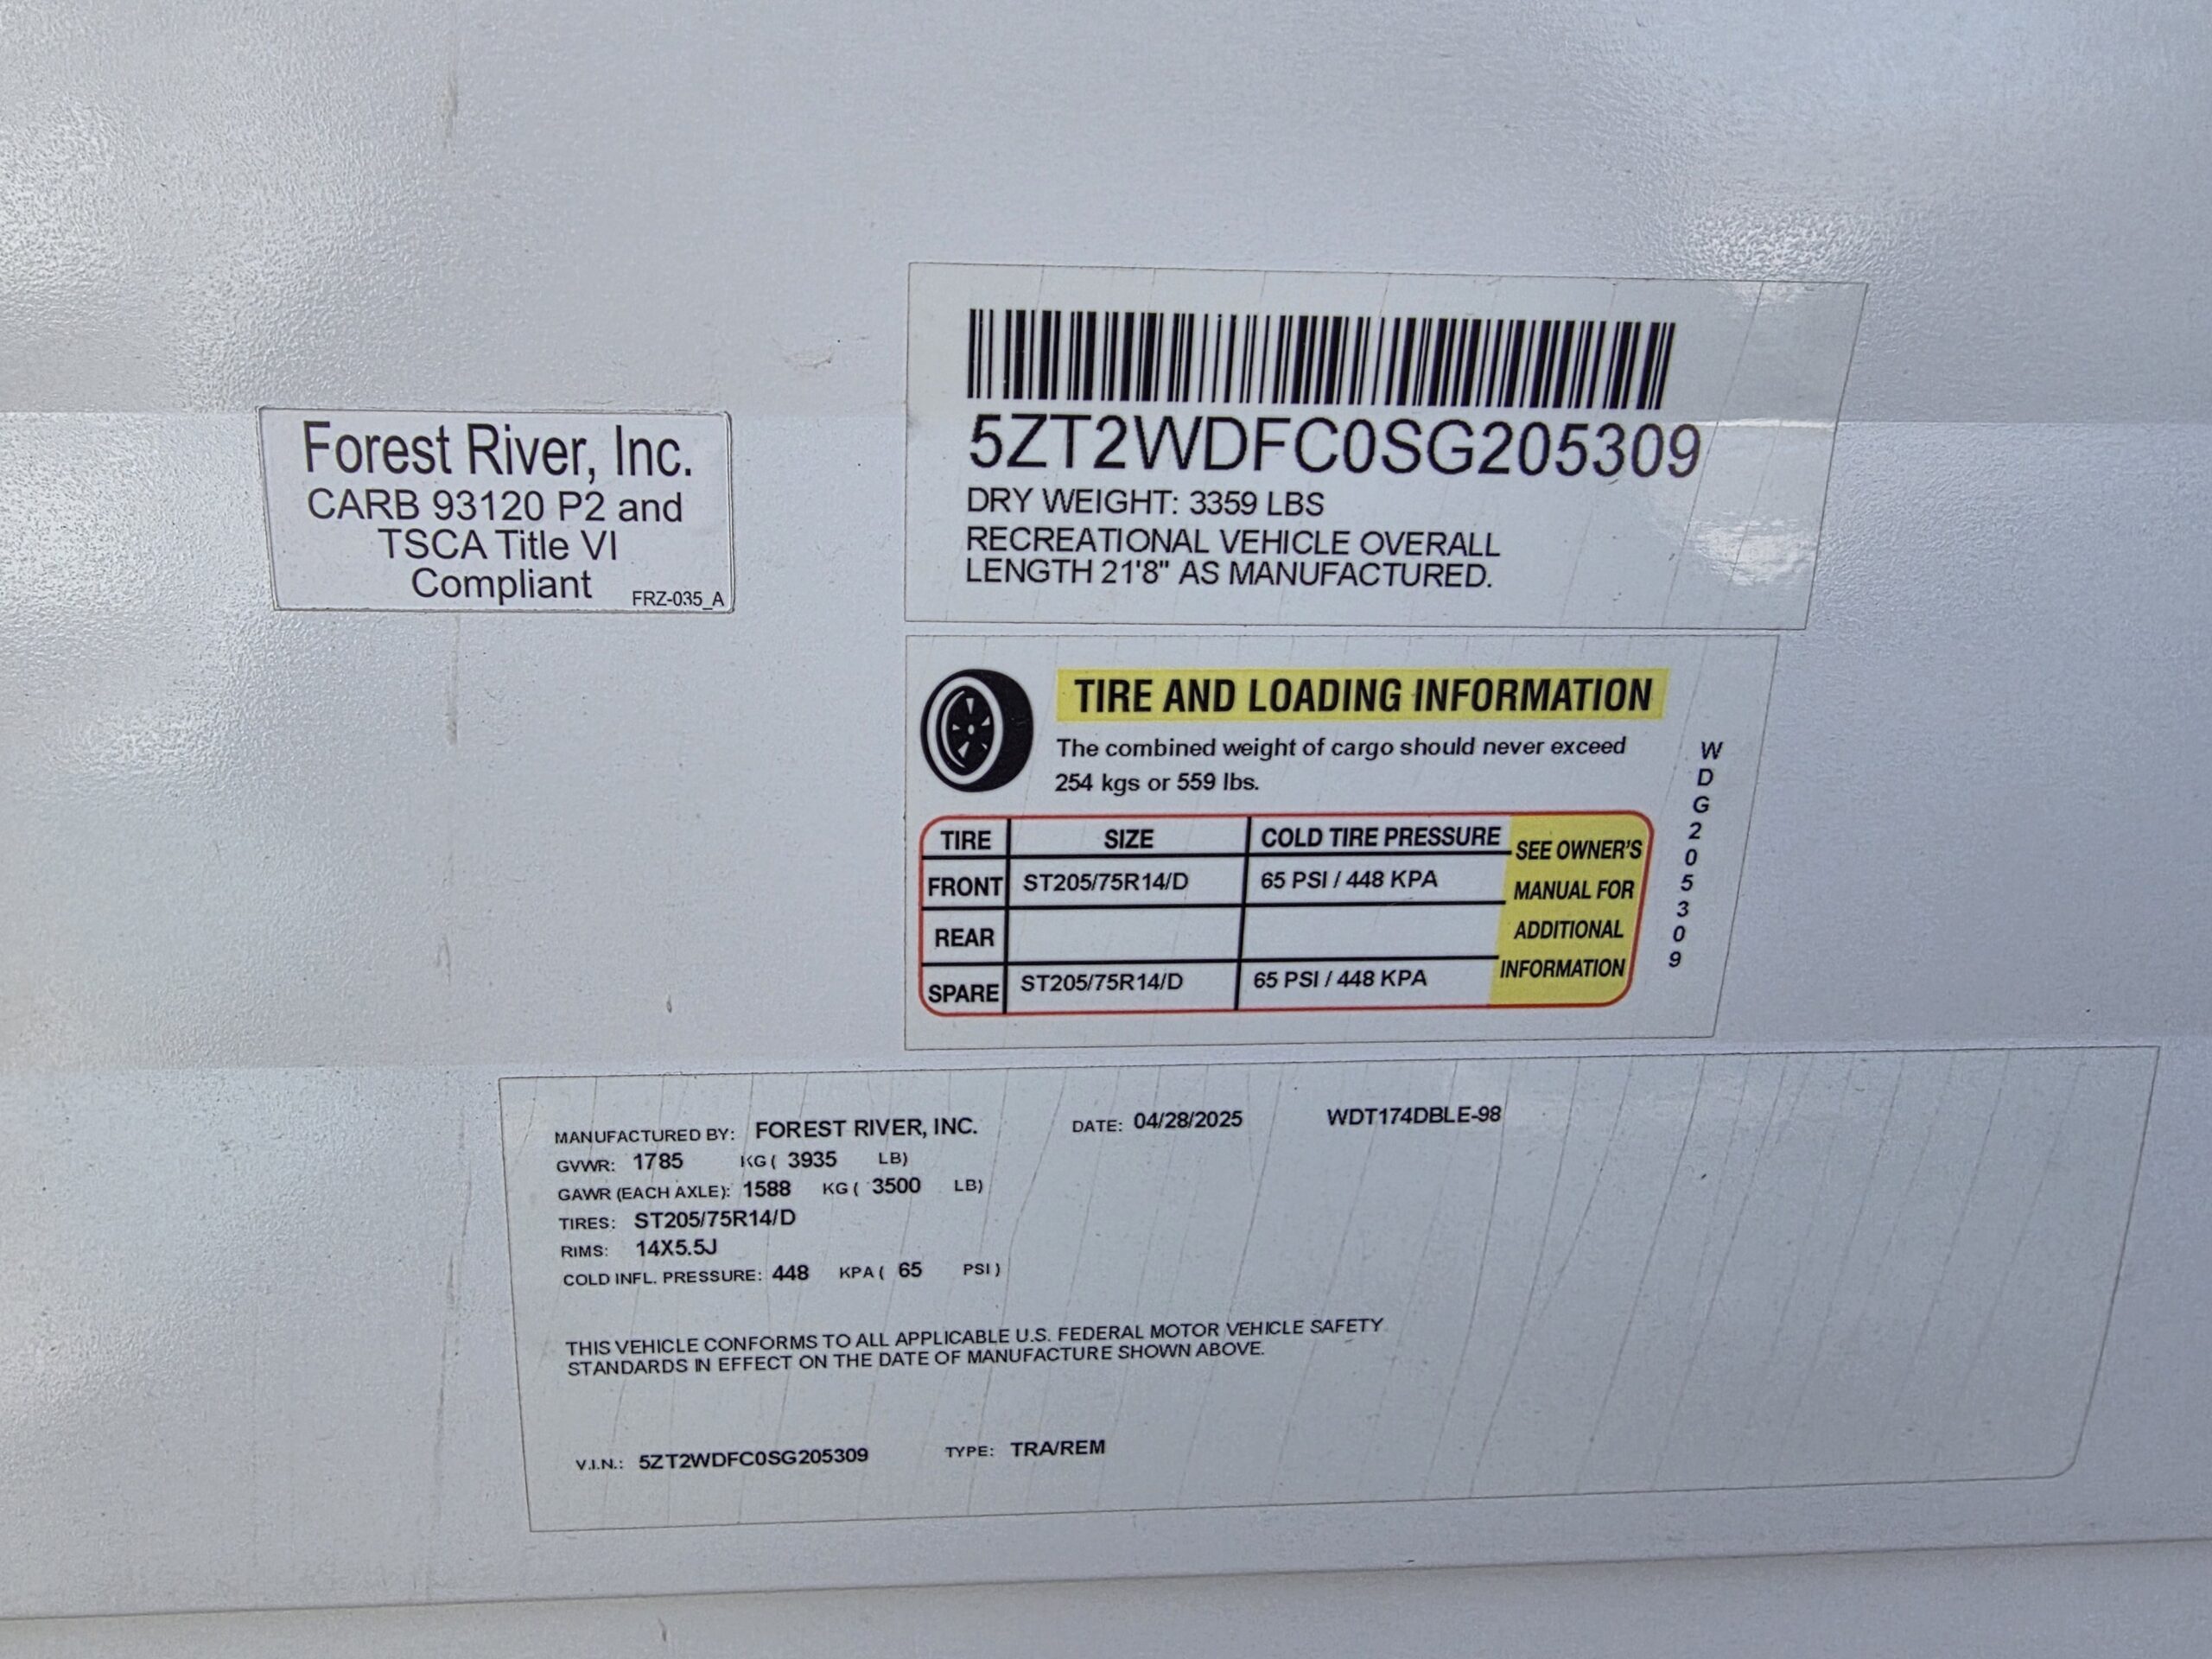 Forest River, Inc.
CARB 93120 P2 and
TSCA Title VI
Compliant
FRZ-035_A
5ZT2WDFC0SG205309
DRY WEIGHT: 3359 LBS
RECREATIONAL VEHICLE OVERALL
LENGTH 21'8" AS MANUFACTURED.
TIRE AND LOADING INFORMATION
The combined weight of cargo should never exceed
254 kgs or 559 lbs.
TIRE SIZE COLD TIRE PRESSURE
FRONT ST205/75R14/D 65 PSI / 448 KPA
REAR
SPARE ST205/75R14/D 65 PSI / 448 KPA
SEE OWNER'S
MANUAL FOR
ADDITIONAL
INFORMATION
WDG205309
MANUFACTURED BY: FOREST RIVER, INC. DATE: 04/28/2025 WDT174DBLE-98
GVWR: 1785 KG ( 3935 LB)
GAWR (EACH AXLE): 1588 KG ( 3500 LB)
TIRES: ST205/75R14/D
RIMS: 14X5.5J
COLD INFL. PRESSURE: 448 KPA ( 65 PSI )
THIS VEHICLE CONFORMS TO ALL APPLICABLE U.S. FEDERAL MOTOR VEHICLE SAFETY
STANDARDS IN EFFECT ON THE DATE OF MANUFACTURE SHOWN ABOVE.
V.I.N.: 5ZT2WDFC0SG205309 TYPE: TRA/REM